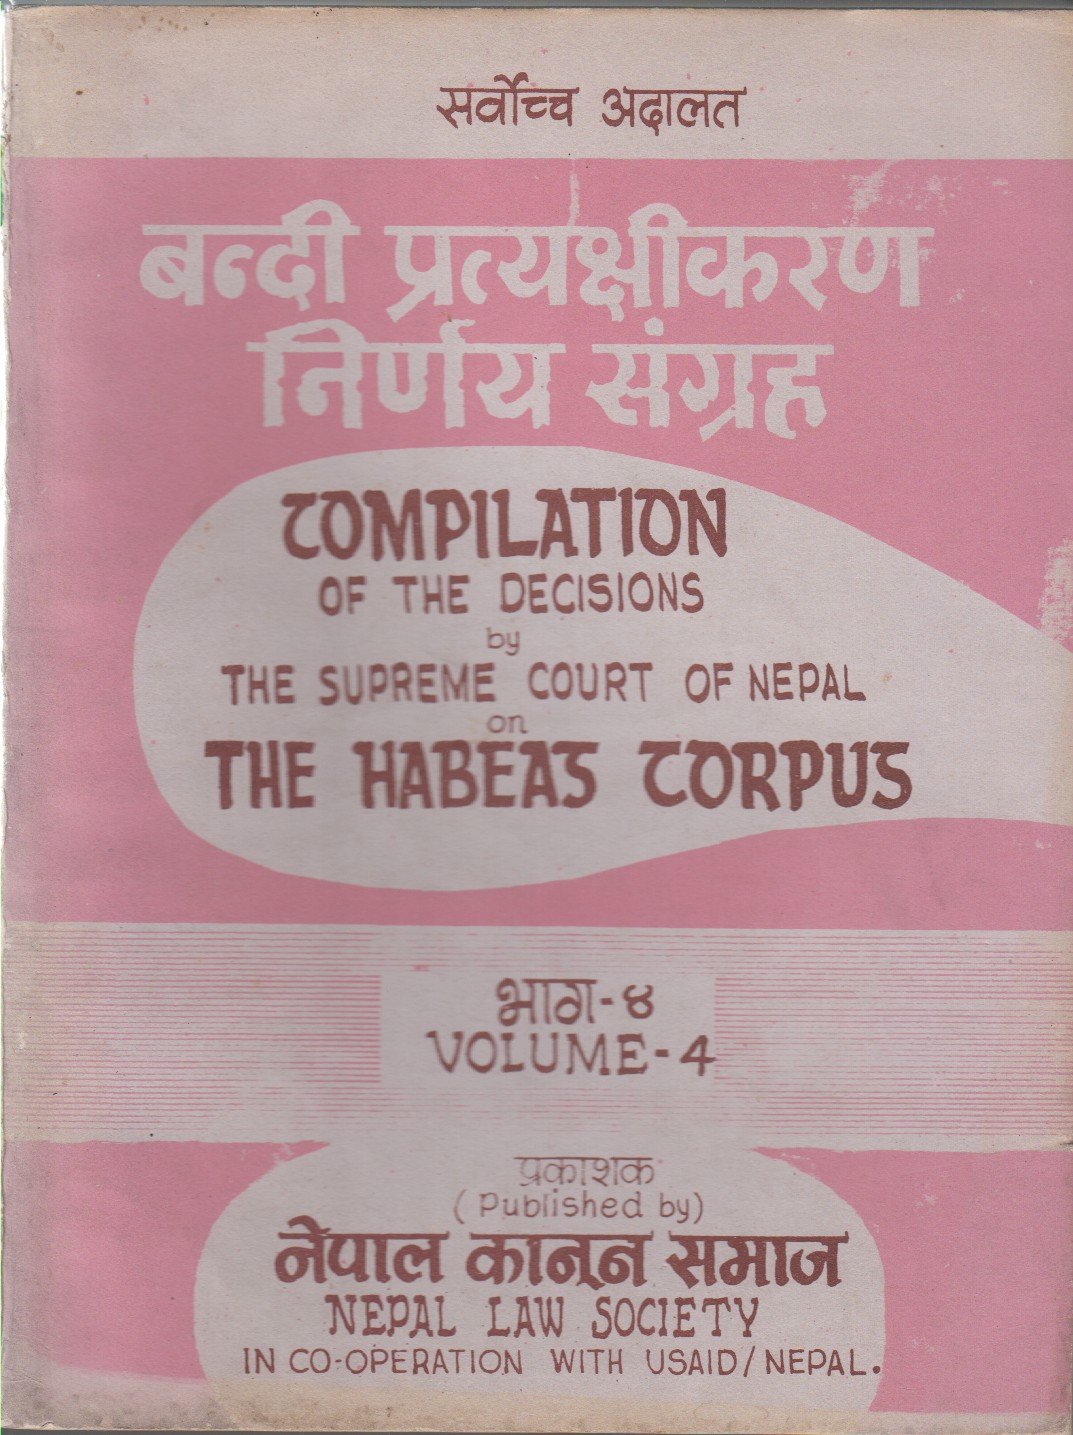 सर्वोच्च अदालत
बन्दी प्रत्यक्षीकरण
निर्णय संग्रह
COMPILATION
OF THE DECISIONS
by
THE SUPREME COURT OF NEPAL
on
THE HABEAS CORPUS
भाग-४
VOLUME-4
प्रकाशक
(Published by)
नेपाल कानून समाज
NEPAL LAW SOCIETY
IN CO-OPERATION WITH USAID/NEPAL.